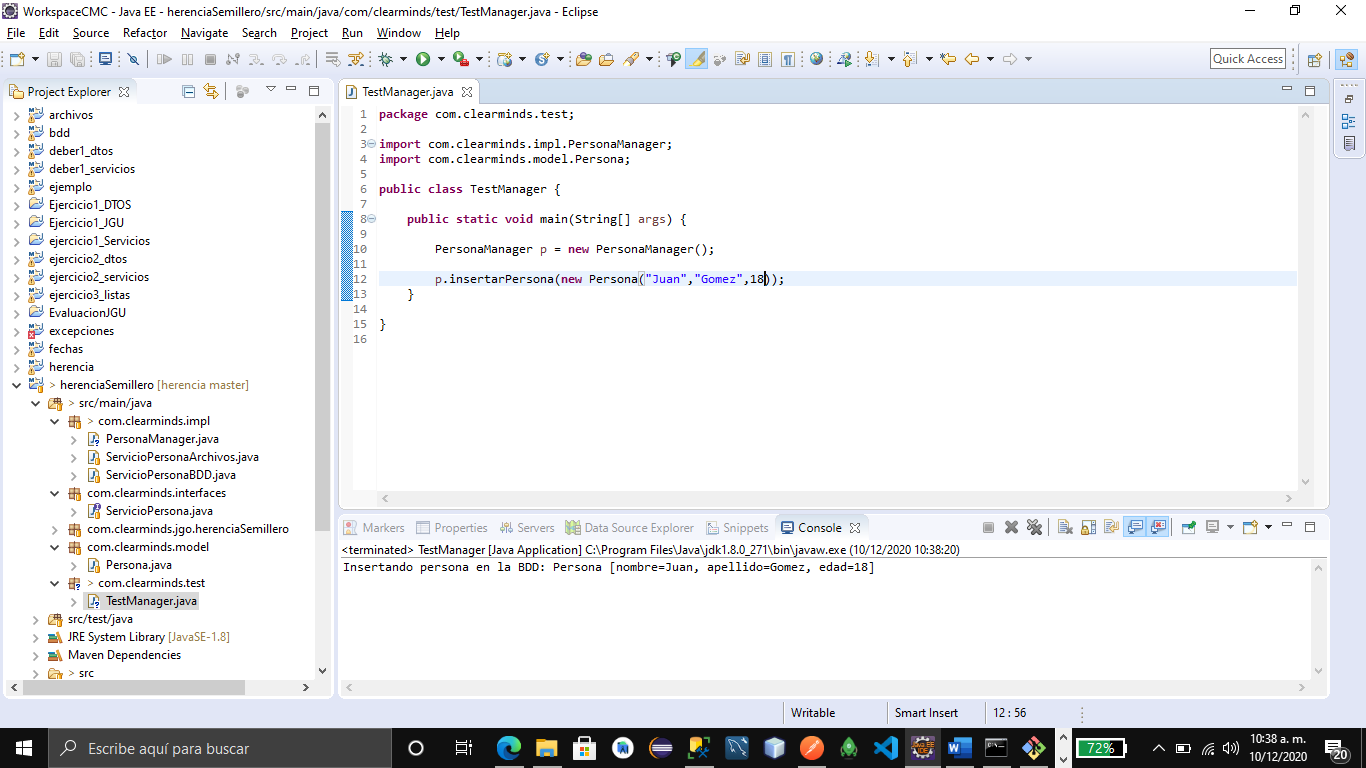 WorkspaceCMC - Java EE - herenciaSemillero/src/main/java/com/clearminds/test/TestManager.java - Eclipse
File Edit Source Refactor Navigate Search Project Run Window Help
Quick Access
Project Explorer
archivos
bdd
deber1_dtos
deber1_servicios
ejemplo
Ejercicio1_DTOS
Ejercicio1_JGU
ejercicio1_Servicios
ejercicio2_dtos
ejercicio2_servicios
ejercicio3_listas
EvaluacionJGU
excepciones
fechas
herencia
> herenciaSemillero [herencia master]
> src/main/java
> com.clearminds.impl
PersonaManager.java
ServicioPersonaArchivos.java
ServicioPersonaBDD.java
com.clearminds.interfaces
ServicioPersona.java
com.clearminds.jgo.herenciaSemillero
com.clearminds.model
Persona.java
> com.clearminds.test
TestManager.java
src/test/java
JRE System Library [JavaSE-1.8]
Maven Dependencies
> src
TestManager.java
1 package com.clearminds.test;
2
3 import com.clearminds.impl.PersonaManager;
4 import com.clearminds.model.Persona;
5
6 public class TestManager {
7
8 public static void main(String[] args) {
9
10 PersonaManager p = new PersonaManager();
11
12 p.insertarPersona(new Persona("Juan","Gomez",18));
13 }
14
15 }
16
Markers Properties Servers Data Source Explorer Snippets Console
<terminated> TestManager [Java Application] C:\Program Files\Java\jdk1.8.0_271\bin\javaw.exe (10/12/2020 10:38:20)
Insertando persona en la BDD: Persona [nombre=Juan, apellido=Gomez, edad=18]
Writable Smart Insert 12 : 56
Escribe aquí para buscar
72%
10:38 a. m.
10/12/2020
20